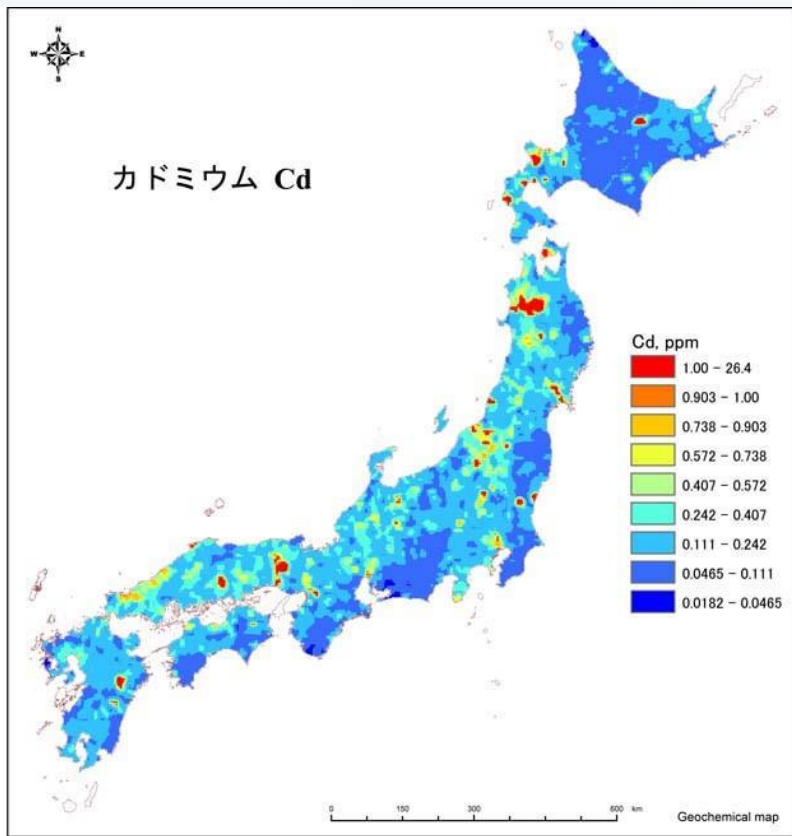 N
W E
S
カドミウム Cd
Cd, ppm
1.00 − 26.4
0.903 − 1.00
0.738 − 0.903
0.572 − 0.738
0.407 − 0.572
0.242 − 0.407
0.111 − 0.242
0.0465 − 0.111
0.0182 − 0.0465
0 150 300 600 km
Geochemical map